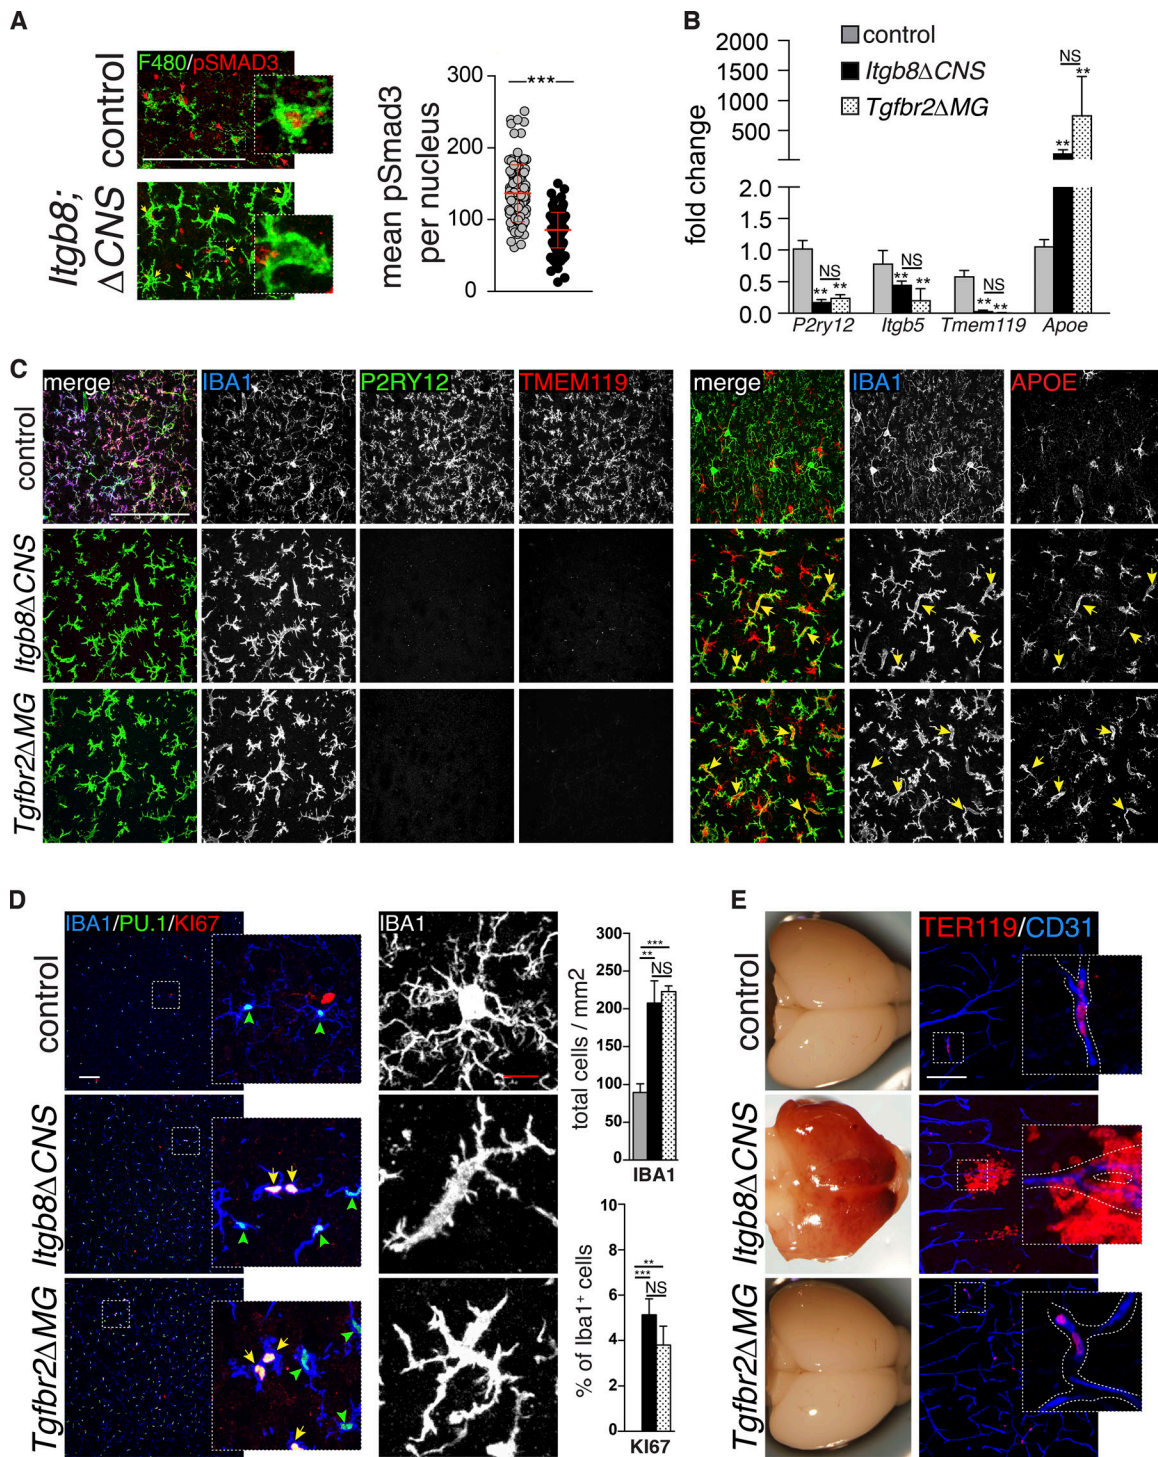 A
F480/pSMAD3
control
Itgb8;
ΔCNS
mean pSmad3
per nucleus
300
200
100
0
***
B
fold change
2000
1500
1000
500
2.0
1.5
1.0
0.5
0.0
control
Itgb8ΔCNS
Tgfbr2ΔMG
NS
** **
NS
** **
NS
** **
NS
**
**
P2ry12
Itgb5
Tmem119
Apoe
C
merge
IBA1
P2RY12
TMEM119
merge
IBA1
APOE
control
Itgb8ΔCNS
Tgfbr2ΔMG
D
IBA1/PU.1/KI67
IBA1
control
Itgb8ΔCNS
Tgfbr2ΔMG
total cells / mm2
300
250
200
150
100
50
0
***
** NS
IBA1
% of Iba1+ cells
10
8
6
4
2
0
**
*** NS
KI67
E
TER119/CD31
control
Itgb8ΔCNS
Tgfbr2ΔMG